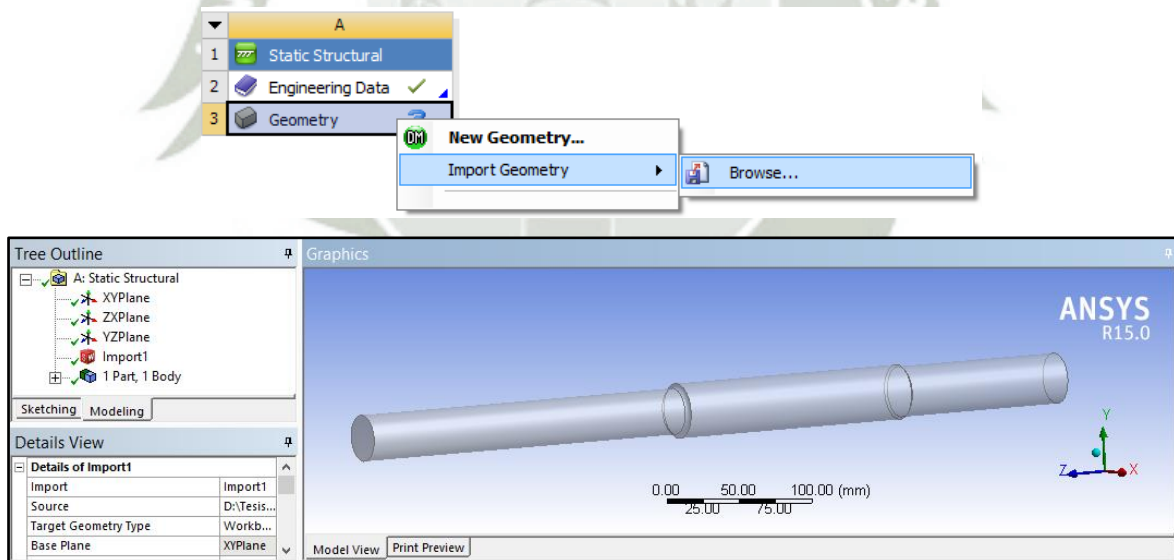 A
1 Static Structural
2 Engineering Data
3 Geometry
DM New Geometry...
Import Geometry
Browse...
Tree Outline
A: Static Structural
XYPlane
ZXPlane
YZPlane
Import1
1 Part, 1 Body
Sketching Modeling
Details View
Details of Import1
Import Import1
Source D:\Tesis...
Target Geometry Type Workb...
Base Plane XYPlane
Graphics
ANSYS
R15.0
Y
Z X
0.00 50.00 100.00 (mm)
25.00 75.00
Model View Print Preview